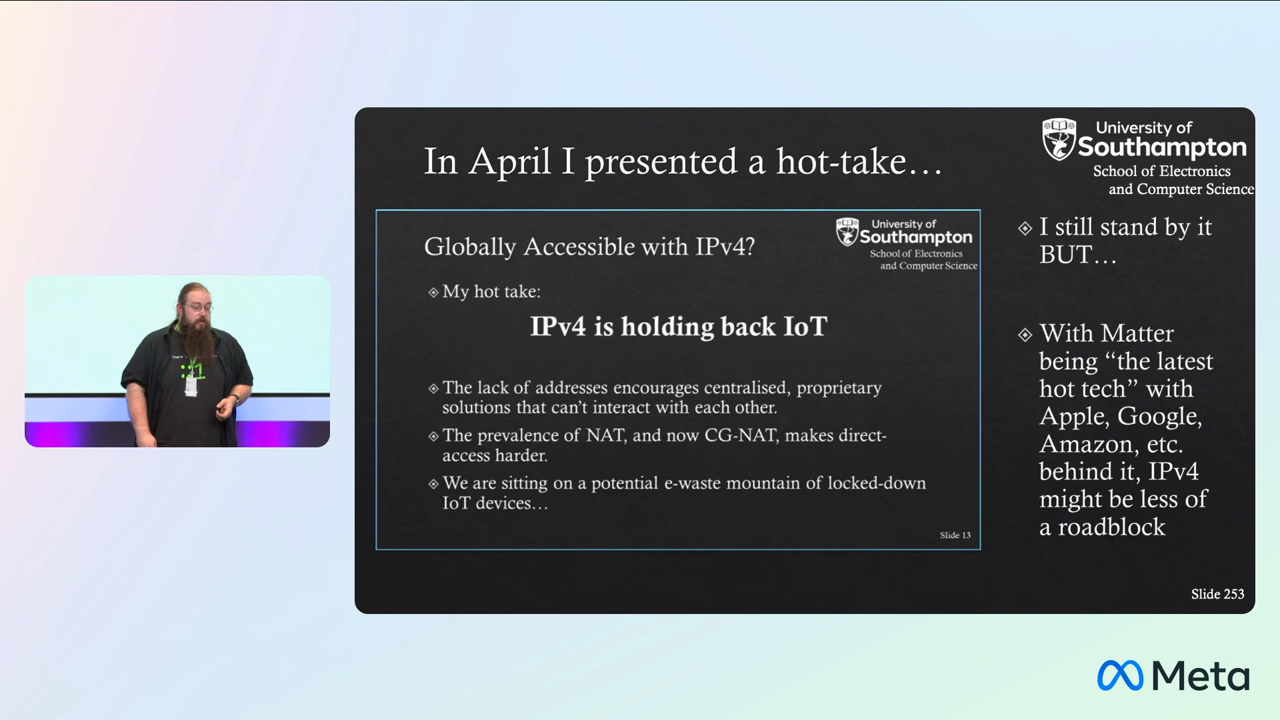 In April I presented a hot-take…
University of
Southampton
School of Electronics
and Computer Science
Globally Accessible with IPv4?
University of
Southampton
School of Electronics
and Computer Science
My hot take:
IPv4 is holding back IoT
The lack of addresses encourages centralised, proprietary
solutions that can’t interact with each other.
The prevalence of NAT, and now CG-NAT, makes direct-
access harder.
We are sitting on a potential e-waste mountain of locked-down
IoT devices…
Slide 13
I still stand by it
BUT…
With Matter
being “the latest
hot tech” with
Apple, Google,
Amazon, etc.
behind it, IPv4
might be less of
a roadblock
Slide 253
Meta